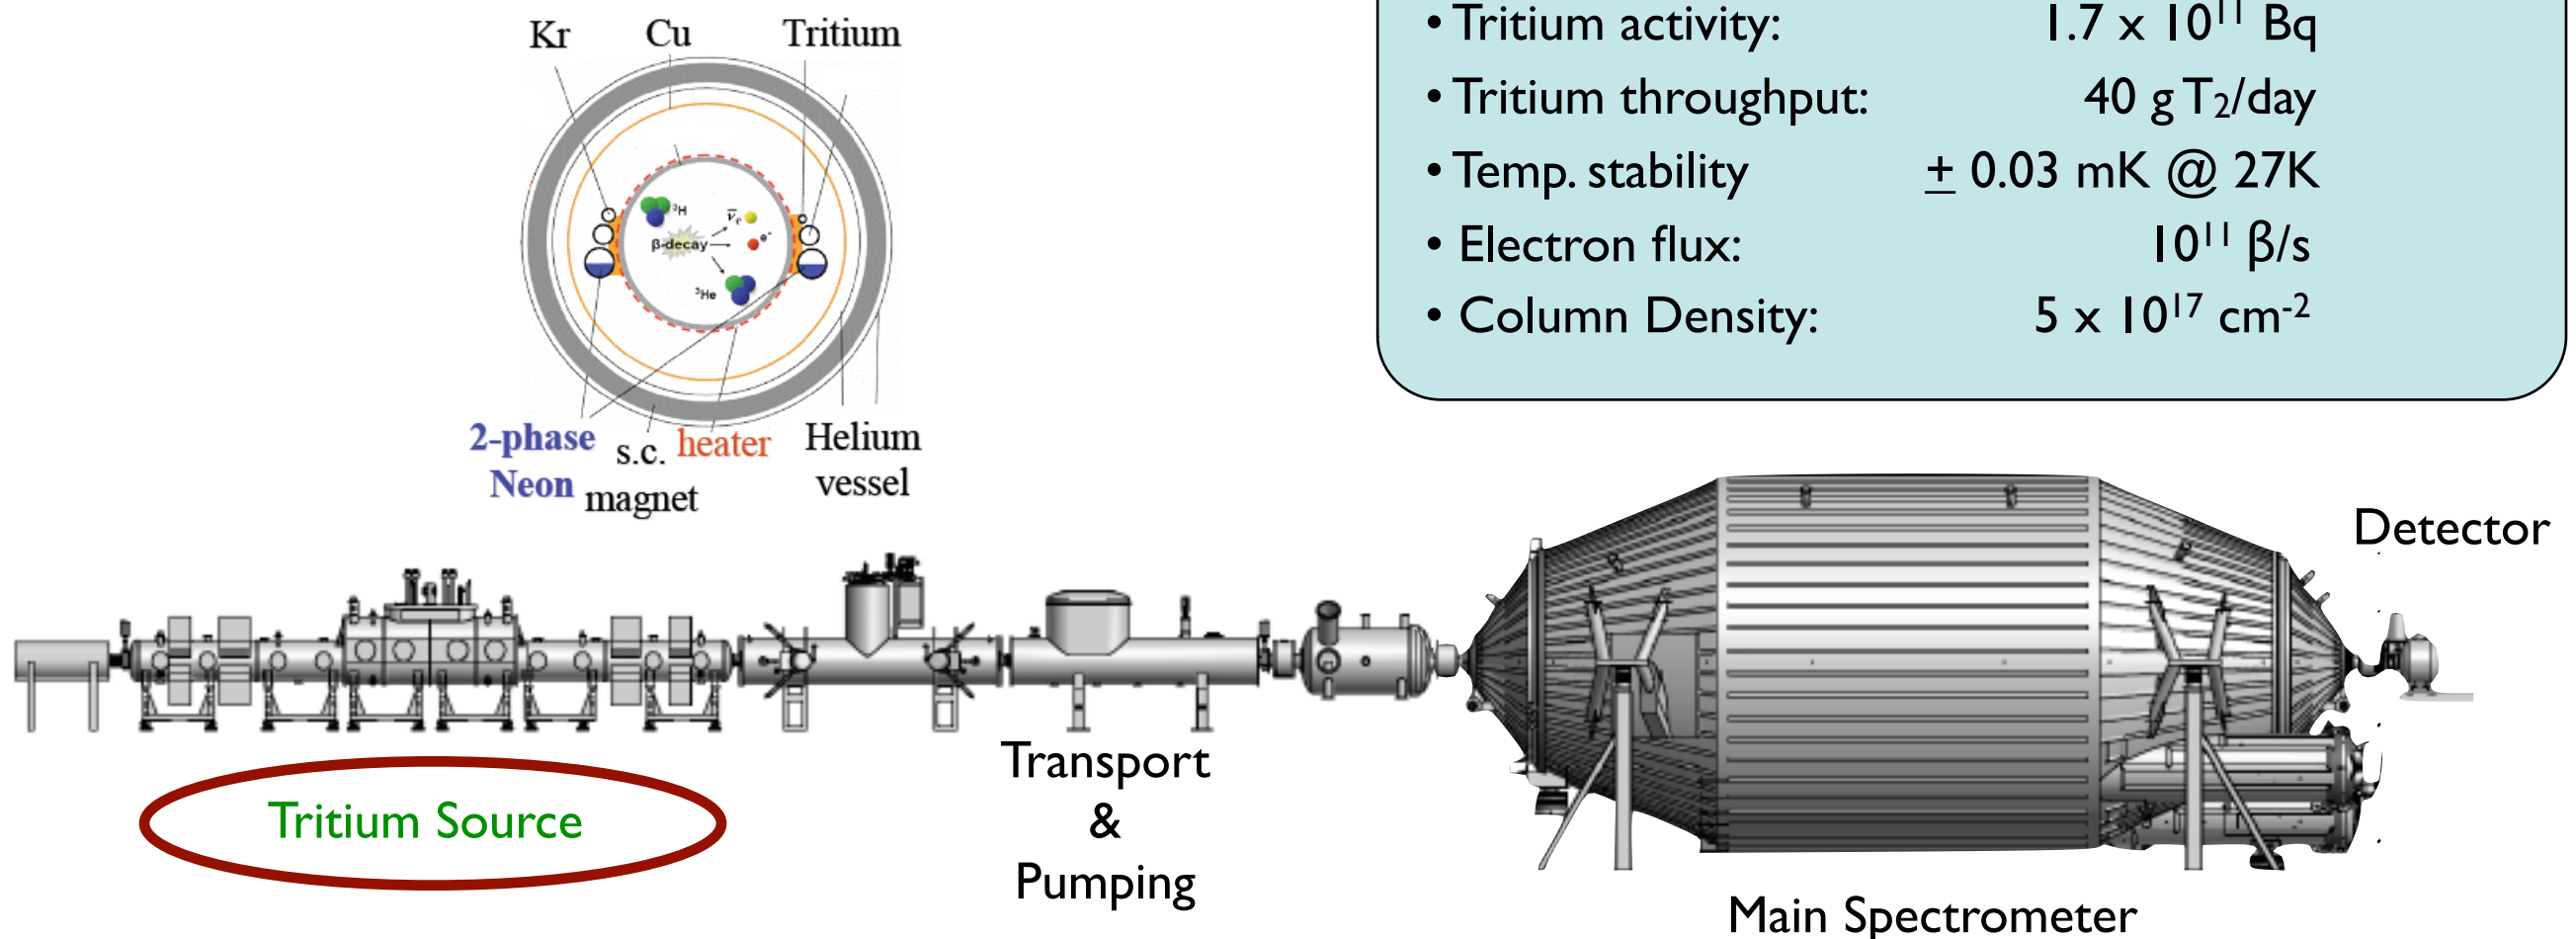 Kr Cu Tritium
³H
ν̄e
β-decay
e⁻
³He
2-phase Neon
s.c. magnet
heater
Helium vessel
• Tritium activity: 1.7 x 10¹¹ Bq
• Tritium throughput: 40 g T₂/day
• Temp. stability ± 0.03 mK @ 27K
• Electron flux: 10¹¹ β/s
• Column Density: 5 x 10¹⁷ cm⁻²
Detector
Tritium Source
Transport
&
Pumping
Main Spectrometer